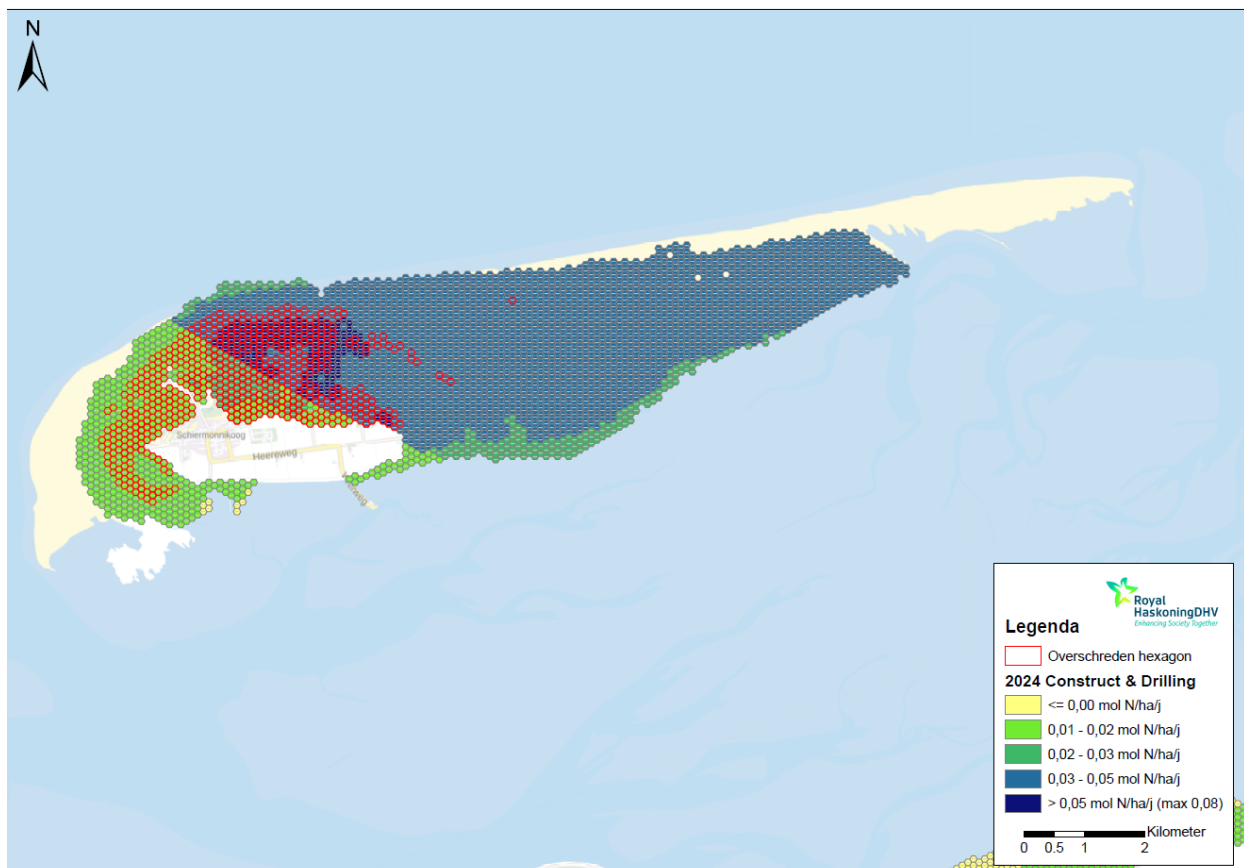 N
Schiermonnikoog
Heereweg
Royal
HaskoningDHV
Enhancing Society Together
Legenda
Overschreden hexagon
2024 Construct & Drilling
<= 0,00 mol N/ha/j
0,01 - 0,02 mol N/ha/j
0,02 - 0,03 mol N/ha/j
0,03 - 0,05 mol N/ha/j
> 0,05 mol N/ha/j (max 0,08)
Kilometer
0 0.5 1 2